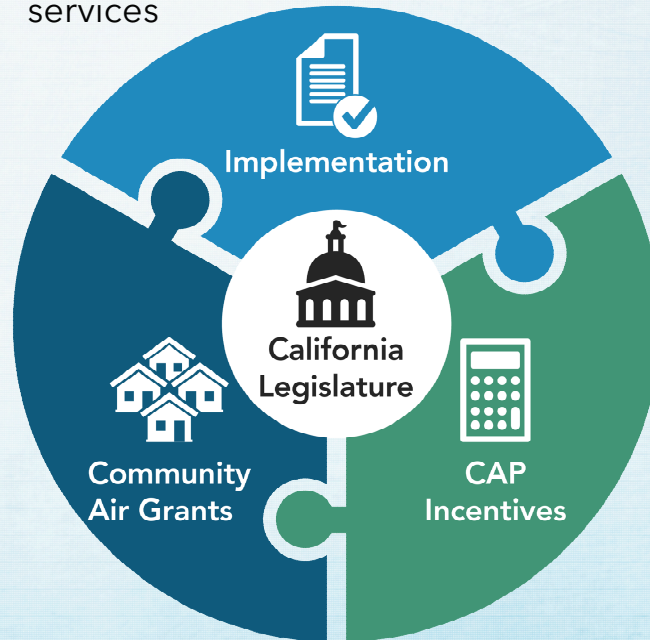 services
Implementation
California
Legislature
Community
Air Grants
CAP
Incentives